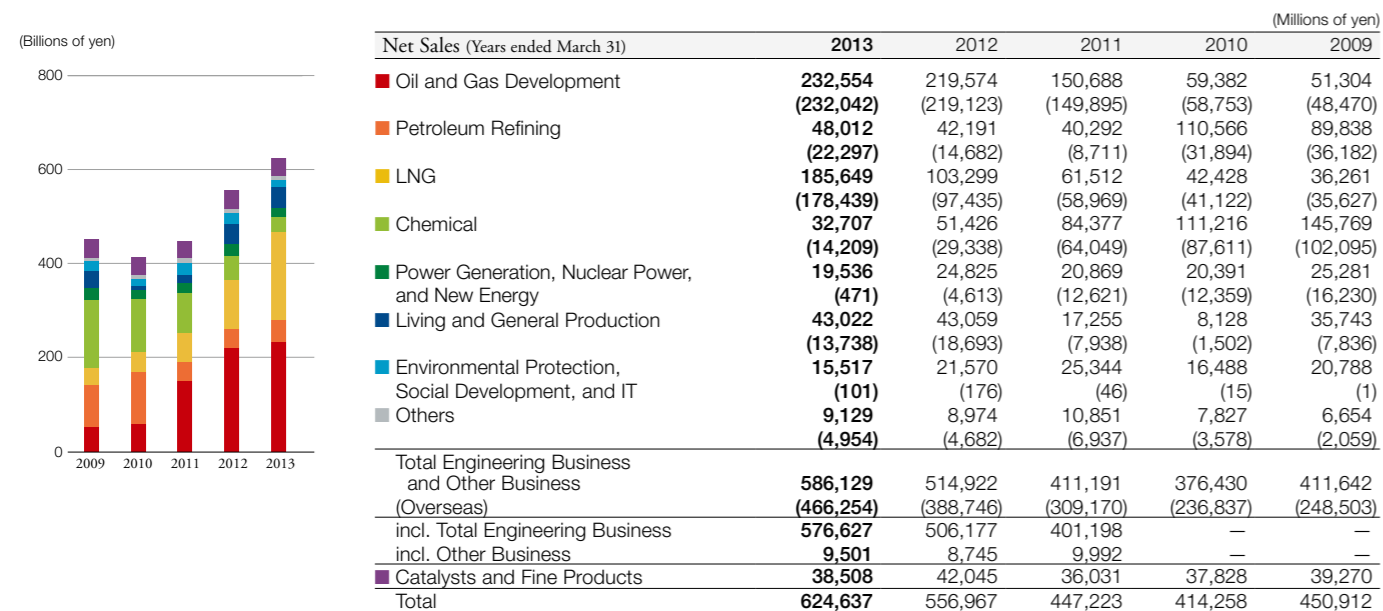 (Billions of yen)
800
600
400
200
0
2009 2010 2011 2012 2013
(Millions of yen)
Net Sales (Years ended March 31) 2013 2012 2011 2010 2009
Oil and Gas Development 232,554 219,574 150,688 59,382 51,304
(232,042) (219,123) (149,895) (58,753) (48,470)
Petroleum Refining 48,012 42,191 40,292 110,566 89,838
(22,297) (14,682) (8,711) (31,894) (36,182)
LNG 185,649 103,299 61,512 42,428 36,261
(178,439) (97,435) (58,969) (41,122) (35,627)
Chemical 32,707 51,426 84,377 111,216 145,769
(14,209) (29,338) (64,049) (87,611) (102,095)
Power Generation, Nuclear Power, 19,536 24,825 20,869 20,391 25,281
and New Energy (471) (4,613) (12,621) (12,359) (16,230)
Living and General Production 43,022 43,059 17,255 8,128 35,743
(13,738) (18,693) (7,938) (1,502) (7,836)
Environmental Protection, 15,517 21,570 25,344 16,488 20,788
Social Development, and IT (101) (176) (46) (15) (1)
Others 9,129 8,974 10,851 7,827 6,654
(4,954) (4,682) (6,937) (3,578) (2,059)
Total Engineering Business
and Other Business 586,129 514,922 411,191 376,430 411,642
(Overseas) (466,254) (388,746) (309,170) (236,837) (248,503)
incl. Total Engineering Business 576,627 506,177 401,198 — —
incl. Other Business 9,501 8,745 9,992 — —
Catalysts and Fine Products 38,508 42,045 36,031 37,828 39,270
Total 624,637 556,967 447,223 414,258 450,912